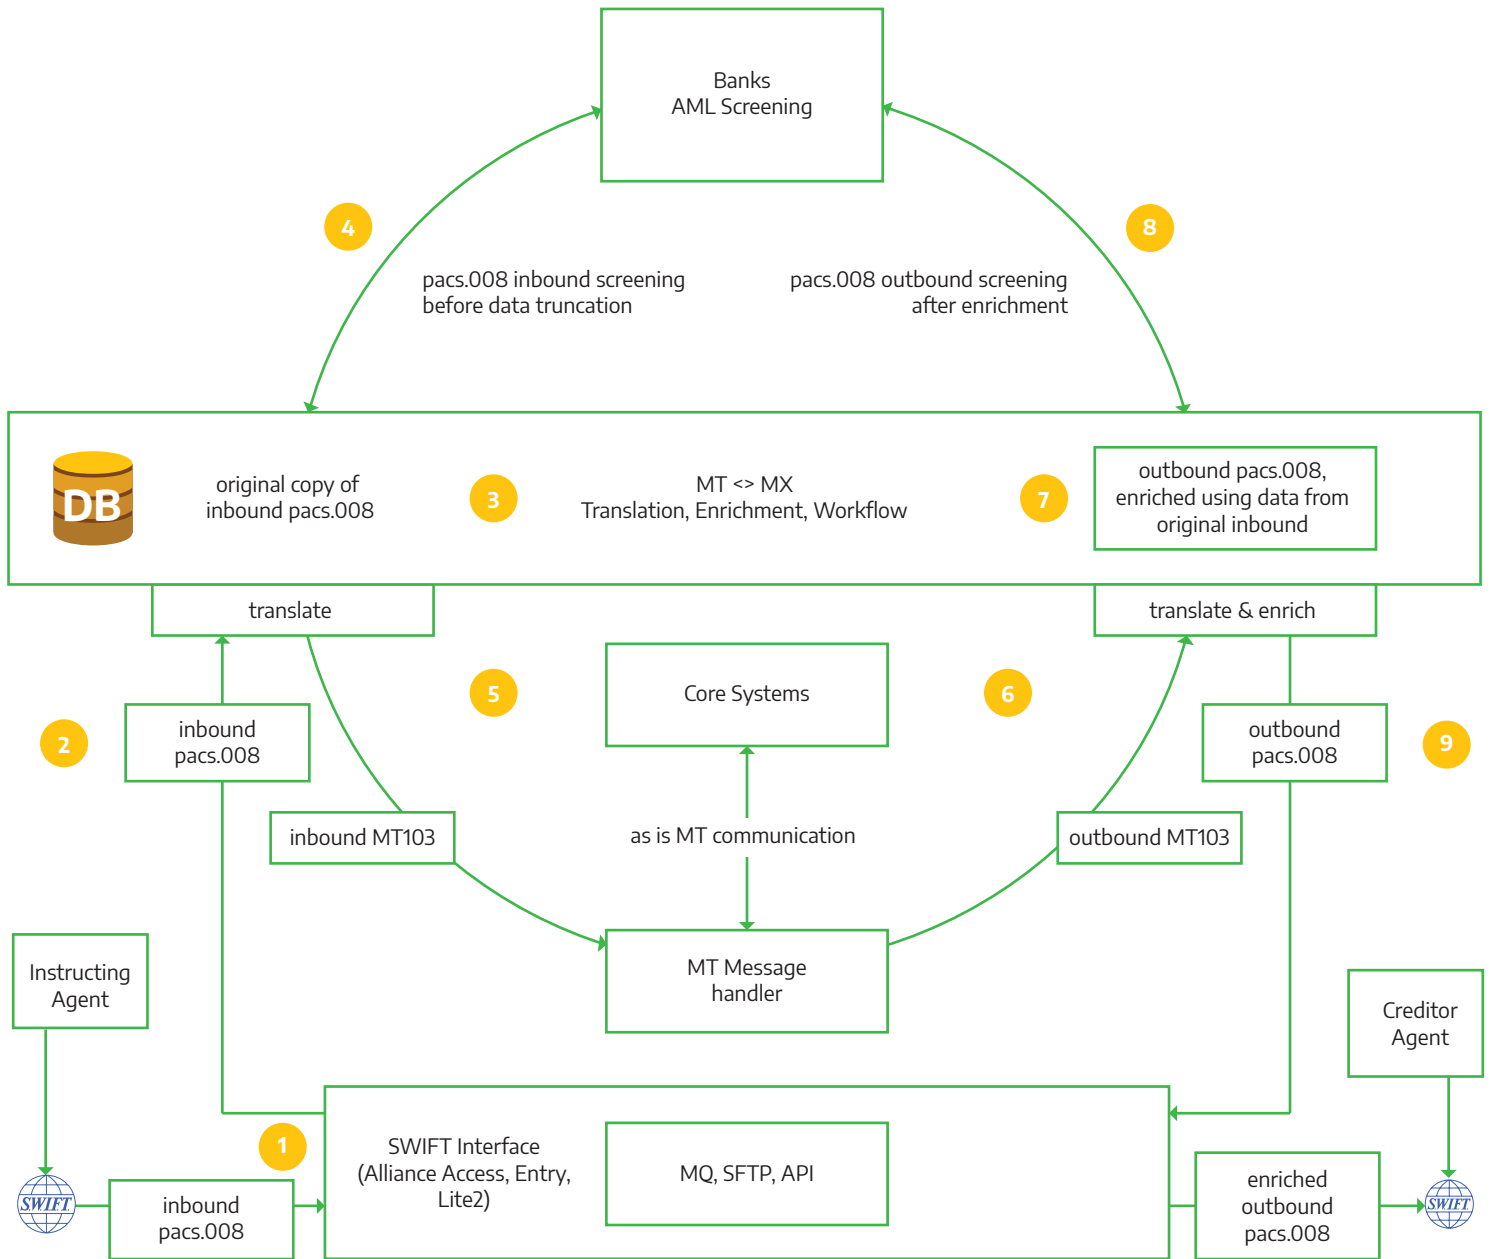 Banks
AML Screening
4
8
pacs.008 inbound screening
before data truncation
pacs.008 outbound screening
after enrichment
DB
original copy of
inbound pacs.008
3
MT <> MX
Translation, Enrichment, Workflow
7
outbound pacs.008,
enriched using data from
original inbound
translate
translate & enrich
5
Core Systems
6
2
inbound
pacs.008
outbound
pacs.008
9
inbound MT103
as is MT communication
outbound MT103
Instructing
Agent
MT Message
handler
Creditor
Agent
1
SWIFT Interface
(Alliance Access, Entry,
Lite2)
MQ, SFTP, API
SWIFT
inbound
pacs.008
enriched
outbound
pacs.008
SWIFT